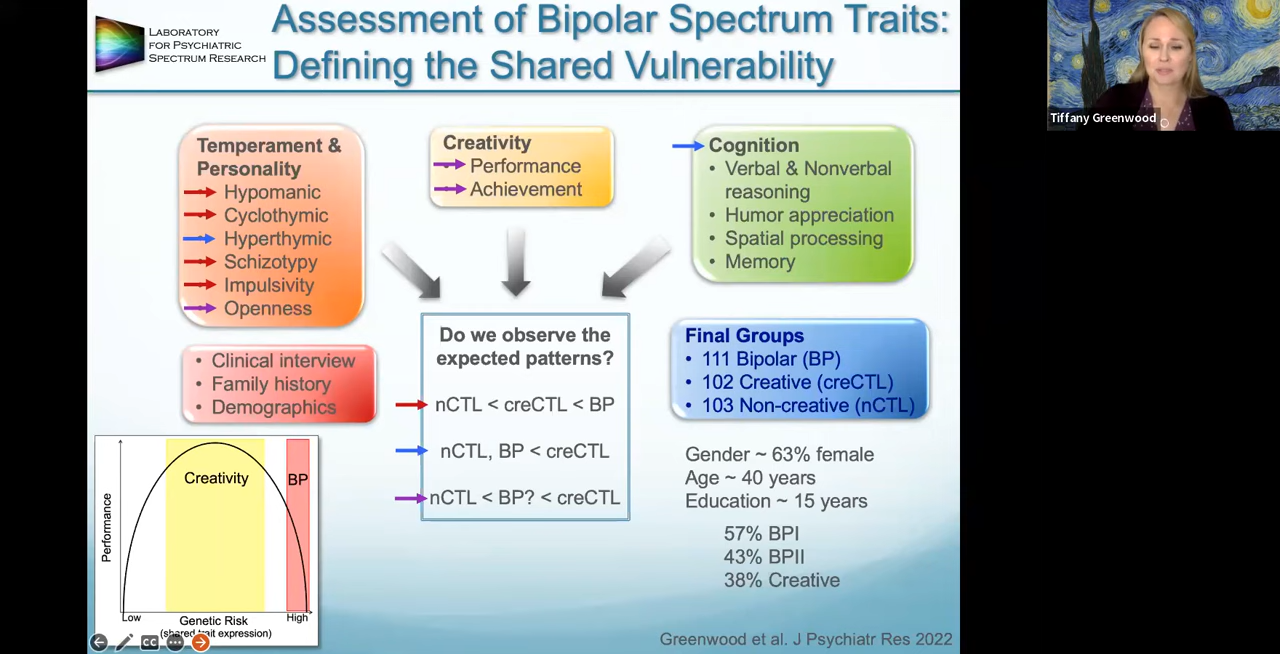 LABORATORY
FOR PSYCHIATRIC
SPECTRUM RESEARCH
Assessment of Bipolar Spectrum Traits:
Defining the Shared Vulnerability
Tiffany Greenwood
Temperament &
Personality
Hypomanic
Cyclothymic
Hyperthymic
Schizotypy
Impulsivity
Openness
Creativity
Performance
Achievement
Cognition
• Verbal & Nonverbal
reasoning
• Humor appreciation
• Spatial processing
• Memory
• Clinical interview
• Family history
• Demographics
Do we observe the
expected patterns?
nCTL < creCTL < BP
nCTL, BP < creCTL
nCTL < BP? < creCTL
Final Groups
• 111 Bipolar (BP)
• 102 Creative (creCTL)
• 103 Non-creative (nCTL)
Gender ~ 63% female
Age ~ 40 years
Education ~ 15 years
57% BPI
43% BPII
38% Creative
Performance
Creativity
BP
Low
High
Genetic Risk
(shared trait expression)
CC
Greenwood et al. J Psychiatr Res 2022